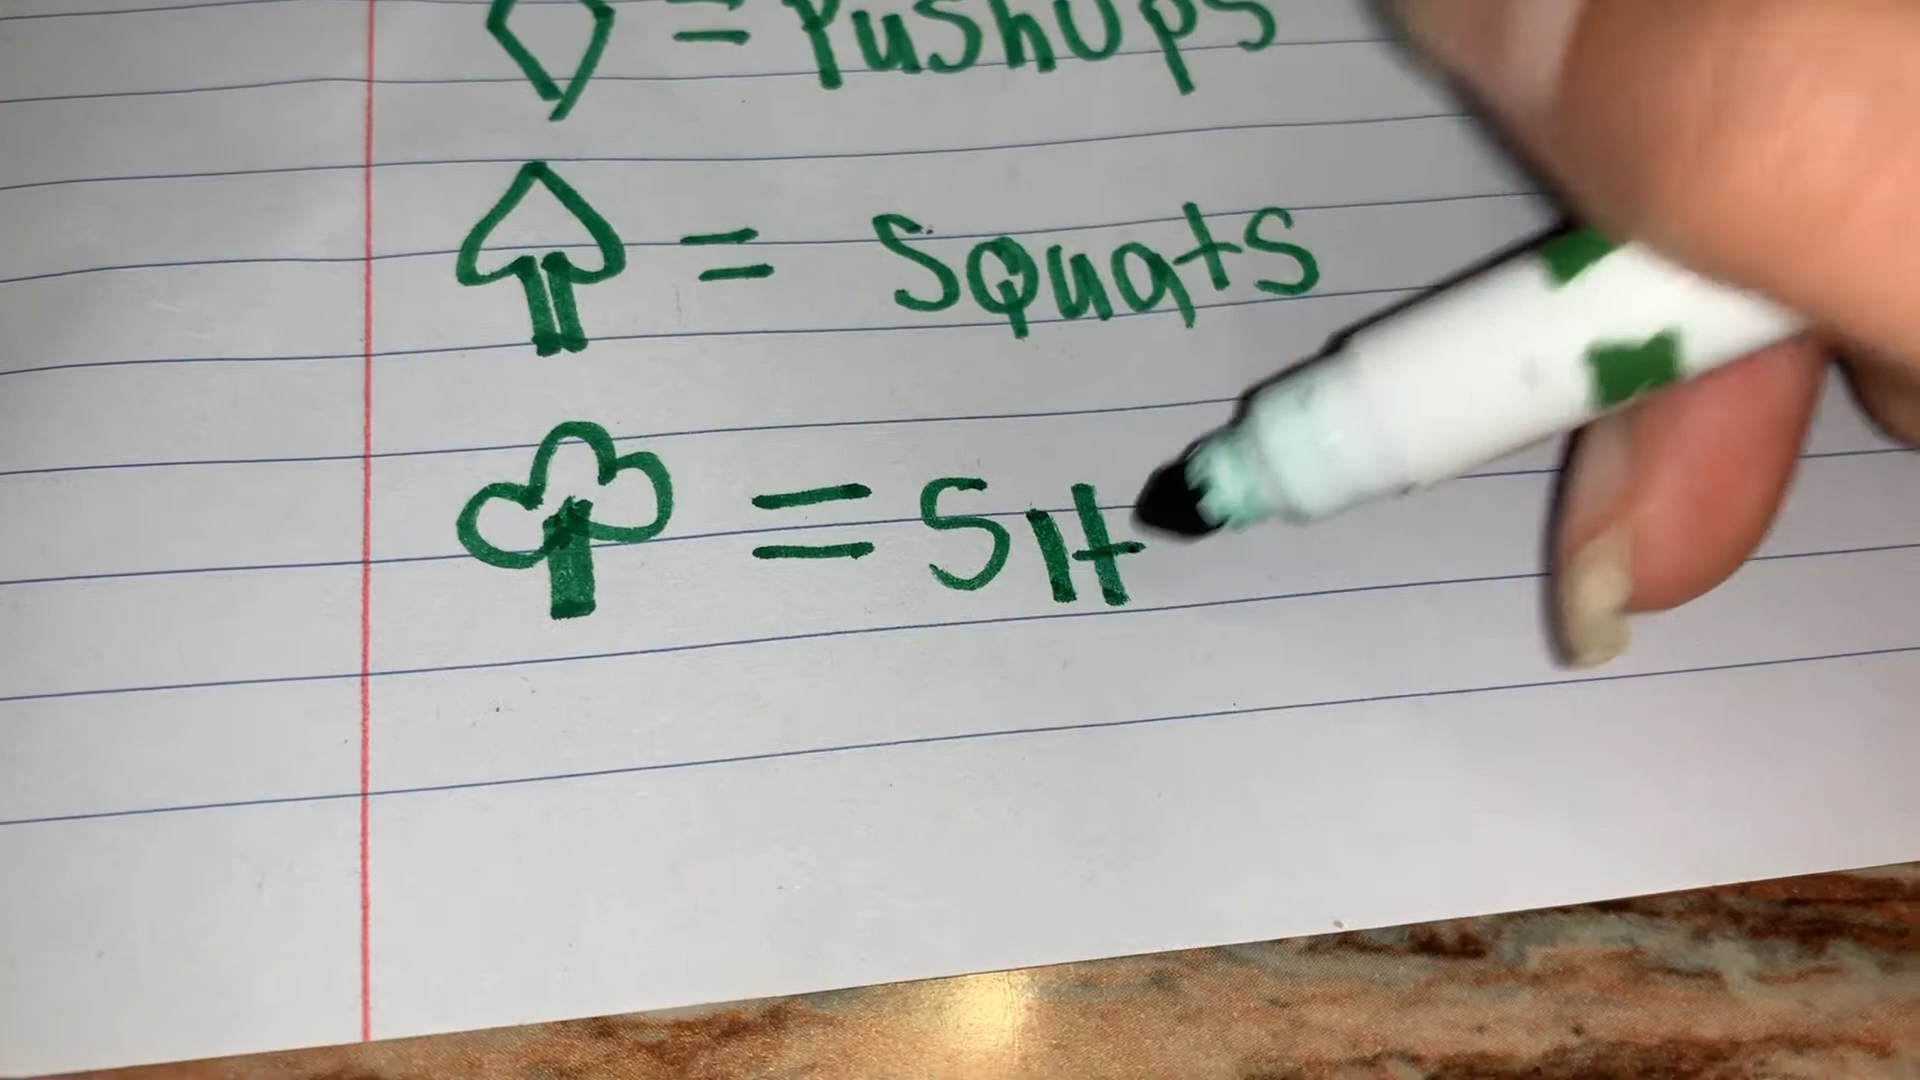 = PushUps
= Squats
= Sit